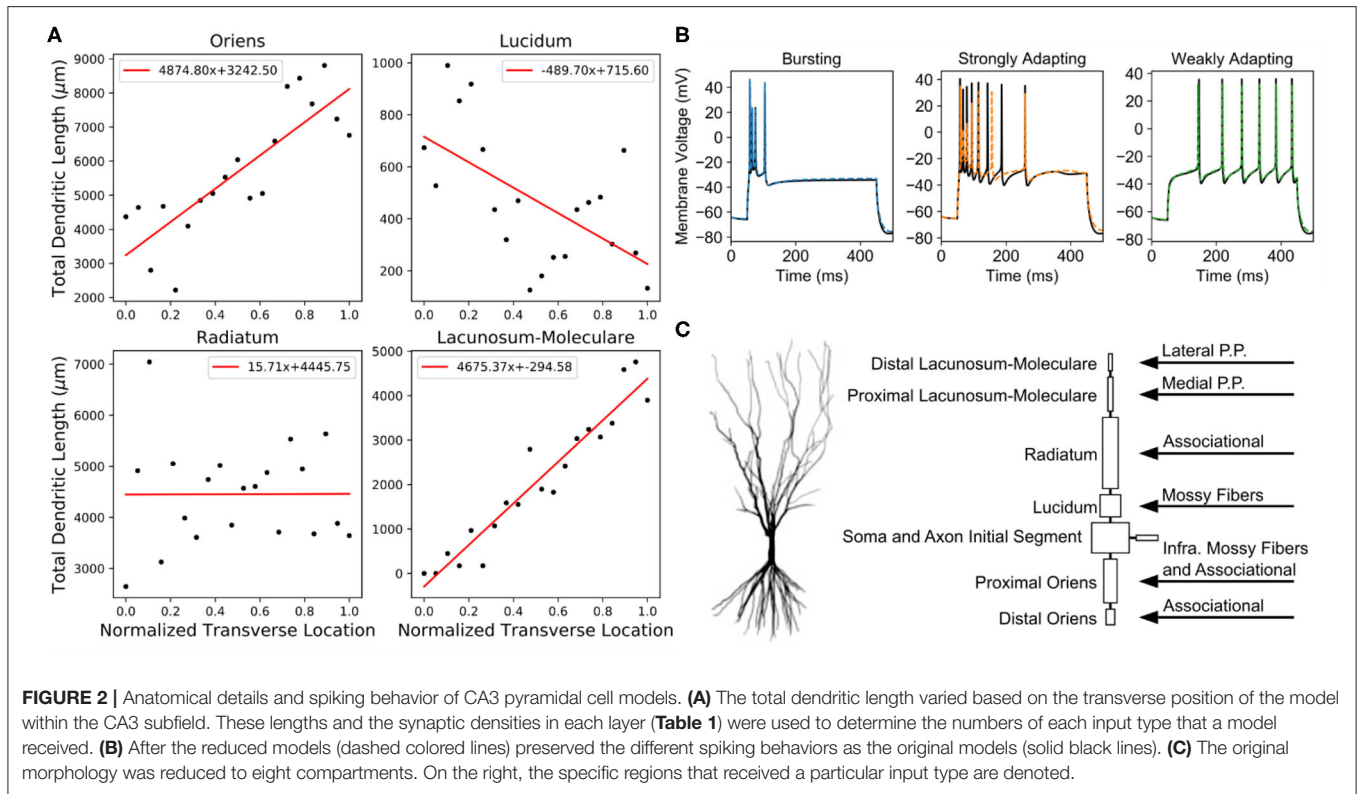 A
Oriens
4874.80x+3242.50
Total Dendritic Length (μm)
9000
8000
7000
6000
5000
4000
3000
2000
0.0 0.2 0.4 0.6 0.8 1.0
Lucidum
-489.70x+715.60
1000
800
600
400
200
0.0 0.2 0.4 0.6 0.8 1.0
Radiatum
15.71x+4445.75
Total Dendritic Length (μm)
7000
6000
5000
4000
3000
0.0 0.2 0.4 0.6 0.8 1.0
Normalized Transverse Location
Lacunosum-Moleculare
4675.37x+-294.58
5000
4000
3000
2000
1000
0
0.0 0.2 0.4 0.6 0.8 1.0
Normalized Transverse Location
B
Bursting
Membrane Voltage (mV)
40
20
0
−20
−40
−60
−80
0 200 400
Time (ms)
Strongly Adapting
40
20
0
−20
−40
−60
−80
0 200 400
Time (ms)
Weakly Adapting
40
20
0
−20
−40
−60
−80
0 200 400
Time (ms)
C
Distal Lacunosum-Moleculare
Lateral P.P.
Proximal Lacunosum-Moleculare
Medial P.P.
Radiatum
Associational
Lucidum
Mossy Fibers
Soma and Axon Initial Segment
Infra. Mossy Fibers
and Associational
Proximal Oriens
Distal Oriens
Associational
FIGURE 2 | Anatomical details and spiking behavior of CA3 pyramidal cell models. (A) The total dendritic length varied based on the transverse position of the model
within the CA3 subfield. These lengths and the synaptic densities in each layer (Table 1) were used to determine the numbers of each input type that a model
received. (B) After the reduced models (dashed colored lines) preserved the different spiking behaviors as the original models (solid black lines). (C) The original
morphology was reduced to eight compartments. On the right, the specific regions that received a particular input type are denoted.